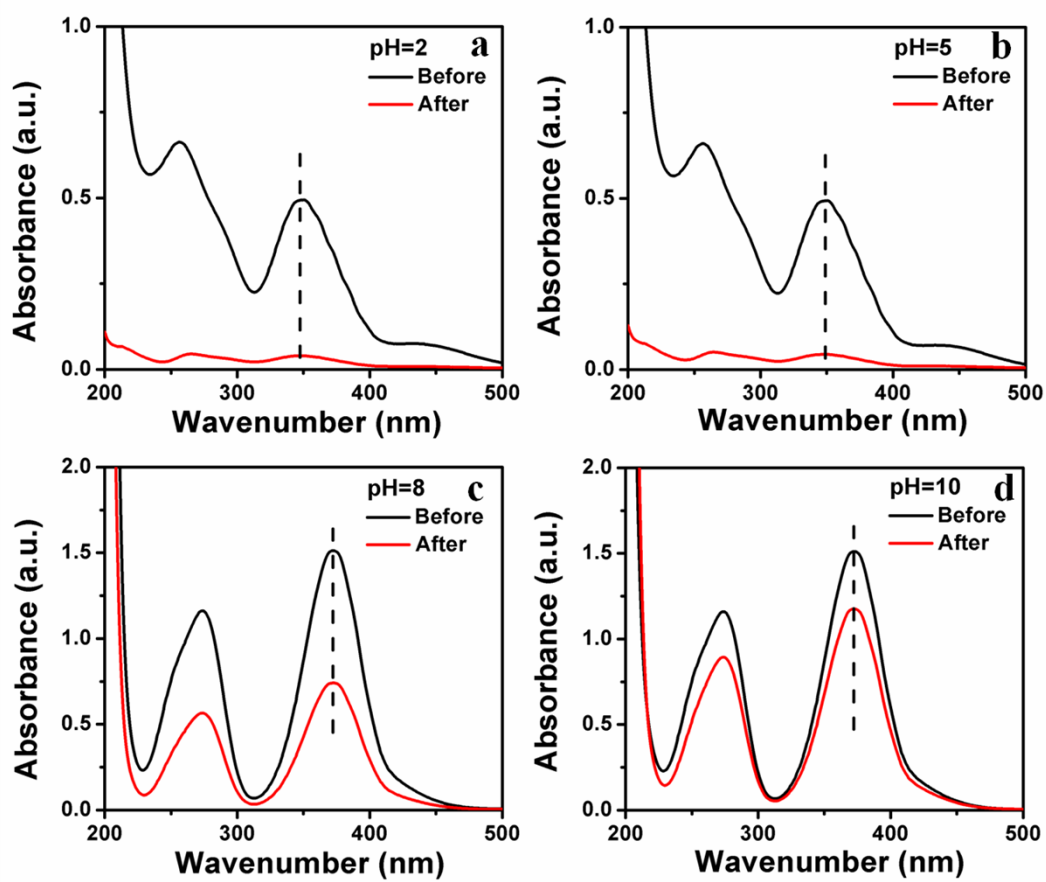 a
pH=2
Before
After
1.0
0.5
0.0
Absorbance (a.u.)
200 300 400 500
Wavenumber (nm)
b
pH=5
Before
After
1.0
0.5
0.0
Absorbance (a.u.)
200 300 400 500
Wavenumber (nm)
c
pH=8
Before
After
2.0
1.5
1.0
0.5
0.0
Absorbance (a.u.)
200 300 400 500
Wavenumber (nm)
d
pH=10
Before
After
2.0
1.5
1.0
0.5
0.0
Absorbance (a.u.)
200 300 400 500
Wavenumber (nm)